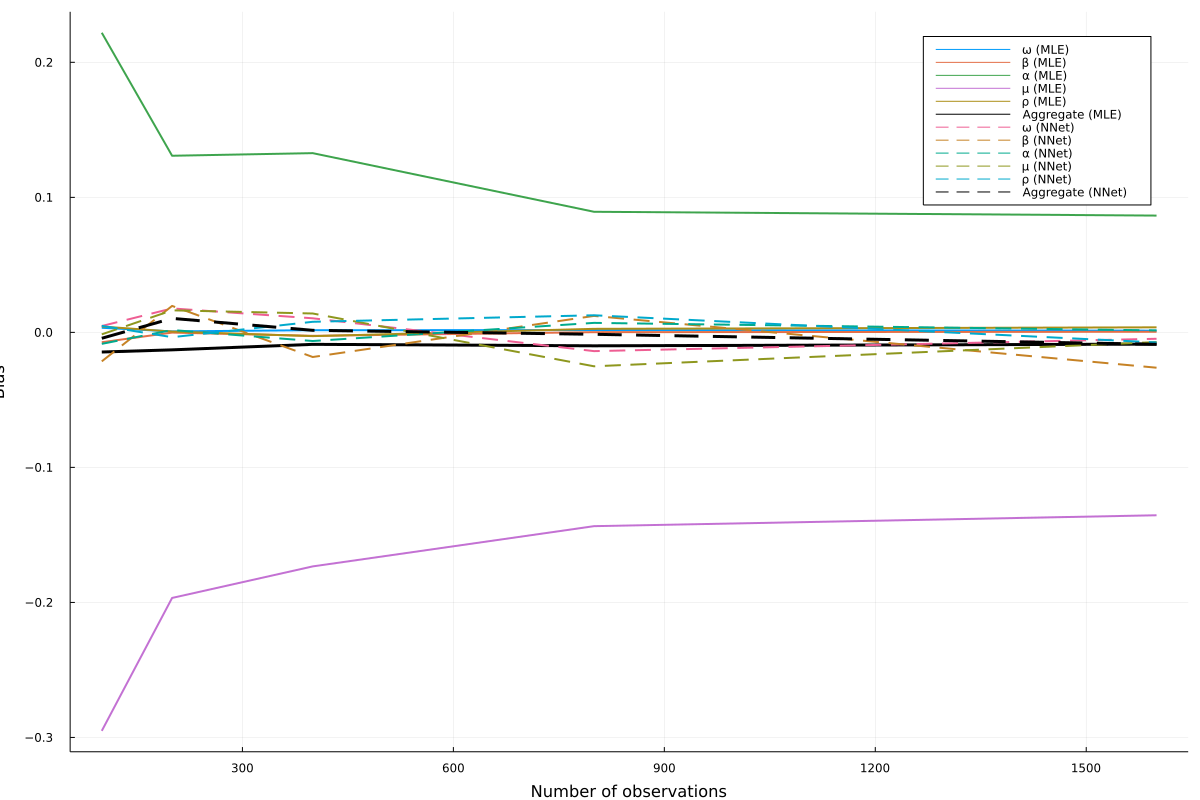 0.2
0.1
0.0
−0.1
−0.2
−0.3
300
600
900
1200
1500
Number of observations
ω (MLE)
β (MLE)
α (MLE)
μ (MLE)
ρ (MLE)
Aggregate (MLE)
ω (NNet)
β (NNet)
α (NNet)
μ (NNet)
ρ (NNet)
Aggregate (NNet)